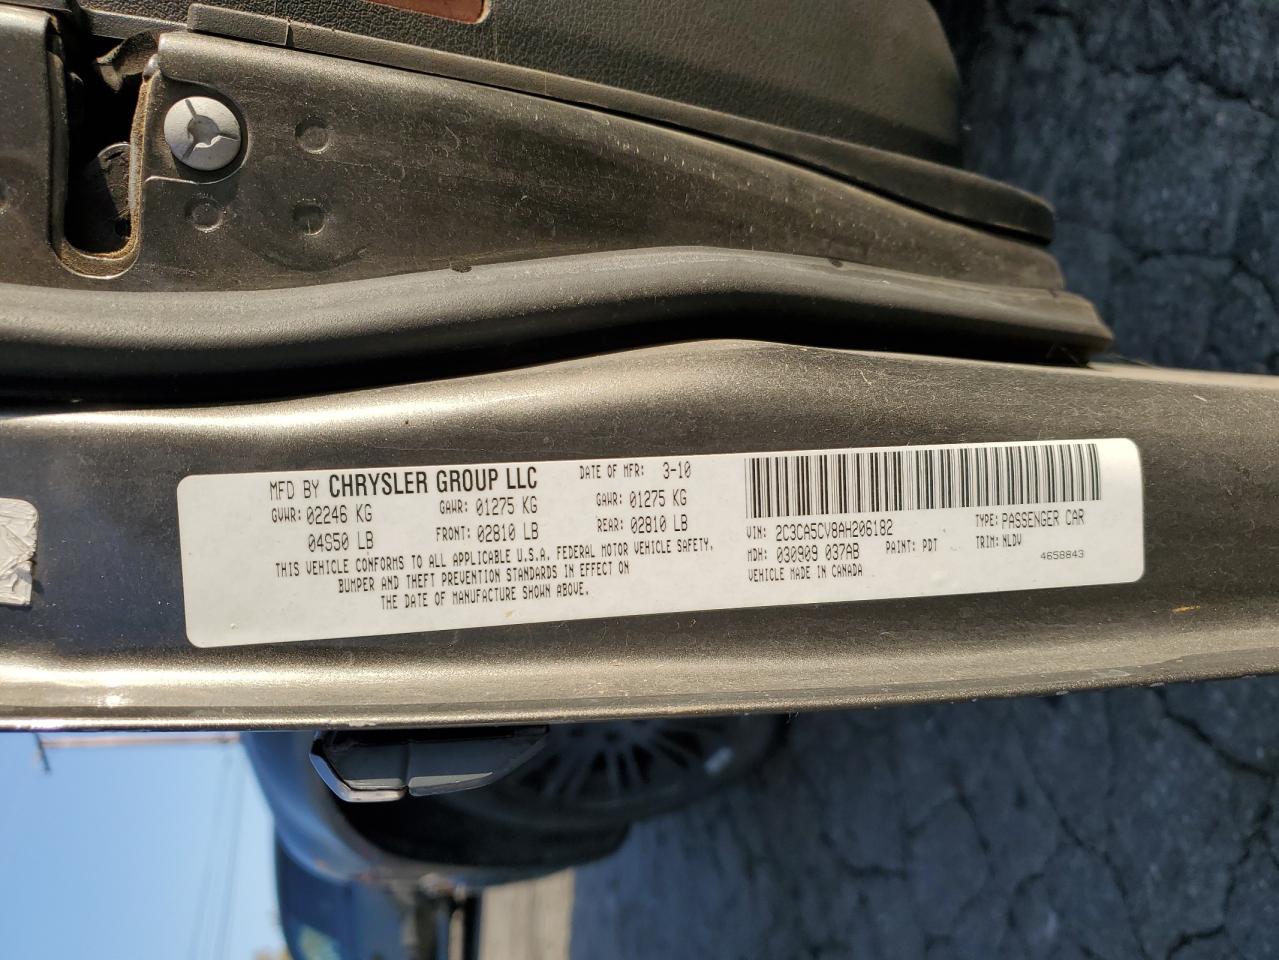 MFD BY CHRYSLER GROUP LLC DATE OF MFR: 3-10
GVWR: 02246 KG GAWR: 01275 KG GAWR: 01275 KG
04950 LB FRONT: 02810 LB REAR: 02810 LB
THIS VEHICLE CONFORMS TO ALL APPLICABLE U.S.A. FEDERAL MOTOR VEHICLE SAFETY,
BUMPER AND THEFT PREVENTION STANDARDS IN EFFECT ON
THE DATE OF MANUFACTURE SHOWN ABOVE.
VIN: 2C3CA5CV8AH206182 TYPE: PASSENGER CAR
MDH: 030909 037AB PAINT: PDT TRIM: NLDV
VEHICLE MADE IN CANADA 4658843